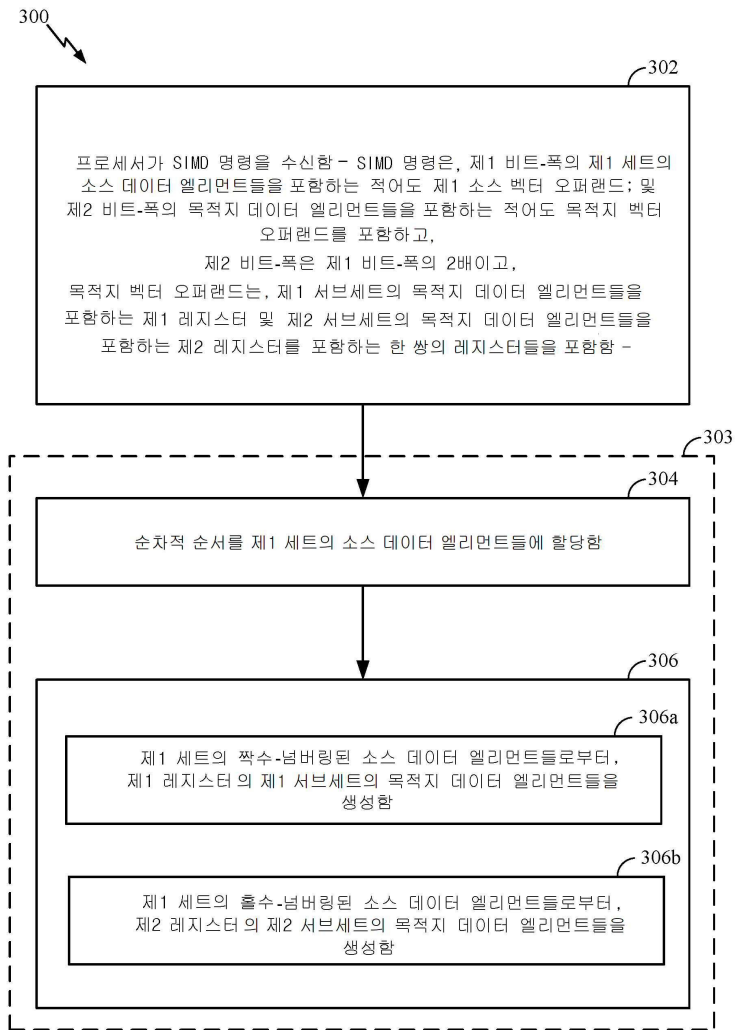 300
302
프로세서가 SIMD 명령을 수신함 – SIMD 명령은, 제1 비트-폭의 제1 세트의
소스 데이터 엘리먼트들을 포함하는 적어도 제1 소스 벡터 오퍼랜드; 및
제2 비트-폭의 목적지 데이터 엘리먼트들을 포함하는 적어도 목적지 벡터
오퍼랜드를 포함하고,
제2 비트-폭은 제1 비트-폭의 2배이고,
목적지 벡터 오퍼랜드는, 제1 서브세트의 목적지 데이터 엘리먼트들을
포함하는 제1 레지스터 및 제2 서브세트의 목적지 데이터 엘리먼트들을
포함하는 제2 레지스터를 포함하는 한 쌍의 레지스터들을 포함함 –
303
304
순차적 순서를 제1 세트의 소스 데이터 엘리먼트들에 할당함
306
306a
제1 세트의 짝수-넘버링된 소스 데이터 엘리먼트들로부터,
제1 레지스터의 제1 서브세트의 목적지 데이터 엘리먼트들을
생성함
306b
제1 세트의 홀수-넘버링된 소스 데이터 엘리먼트들로부터,
제2 레지스터의 제2 서브세트의 목적지 데이터 엘리먼트들을
생성함